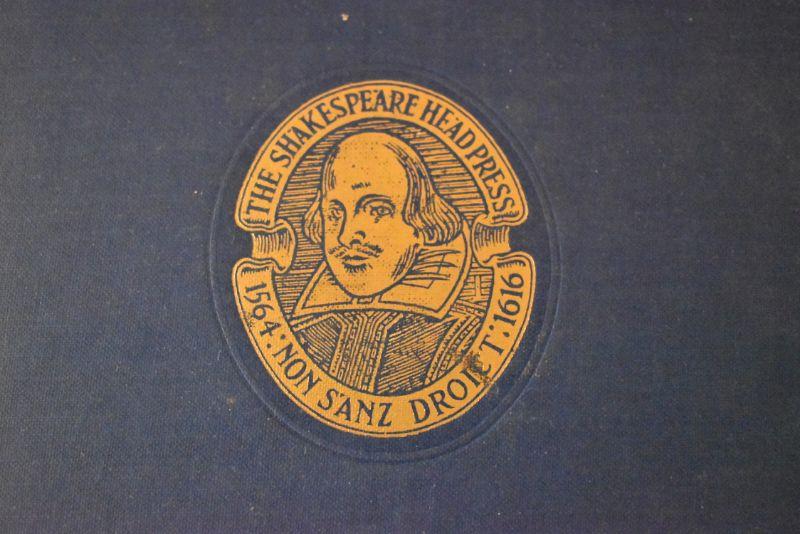 THE SHAKESPEARE HEAD PRESS
1564: NON SANZ DROICT: 1616